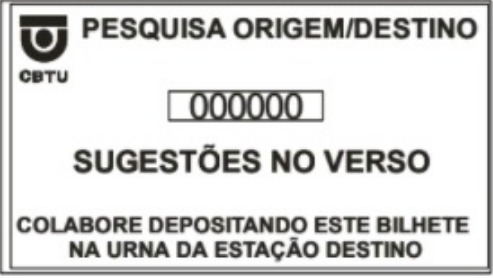 PESQUISA ORIGEM/DESTINO
CBTU
000000
SUGESTÕES NO VERSO
COLABORE DEPOSITANDO ESTE BILHETE
NA URNA DA ESTAÇÃO DESTINO